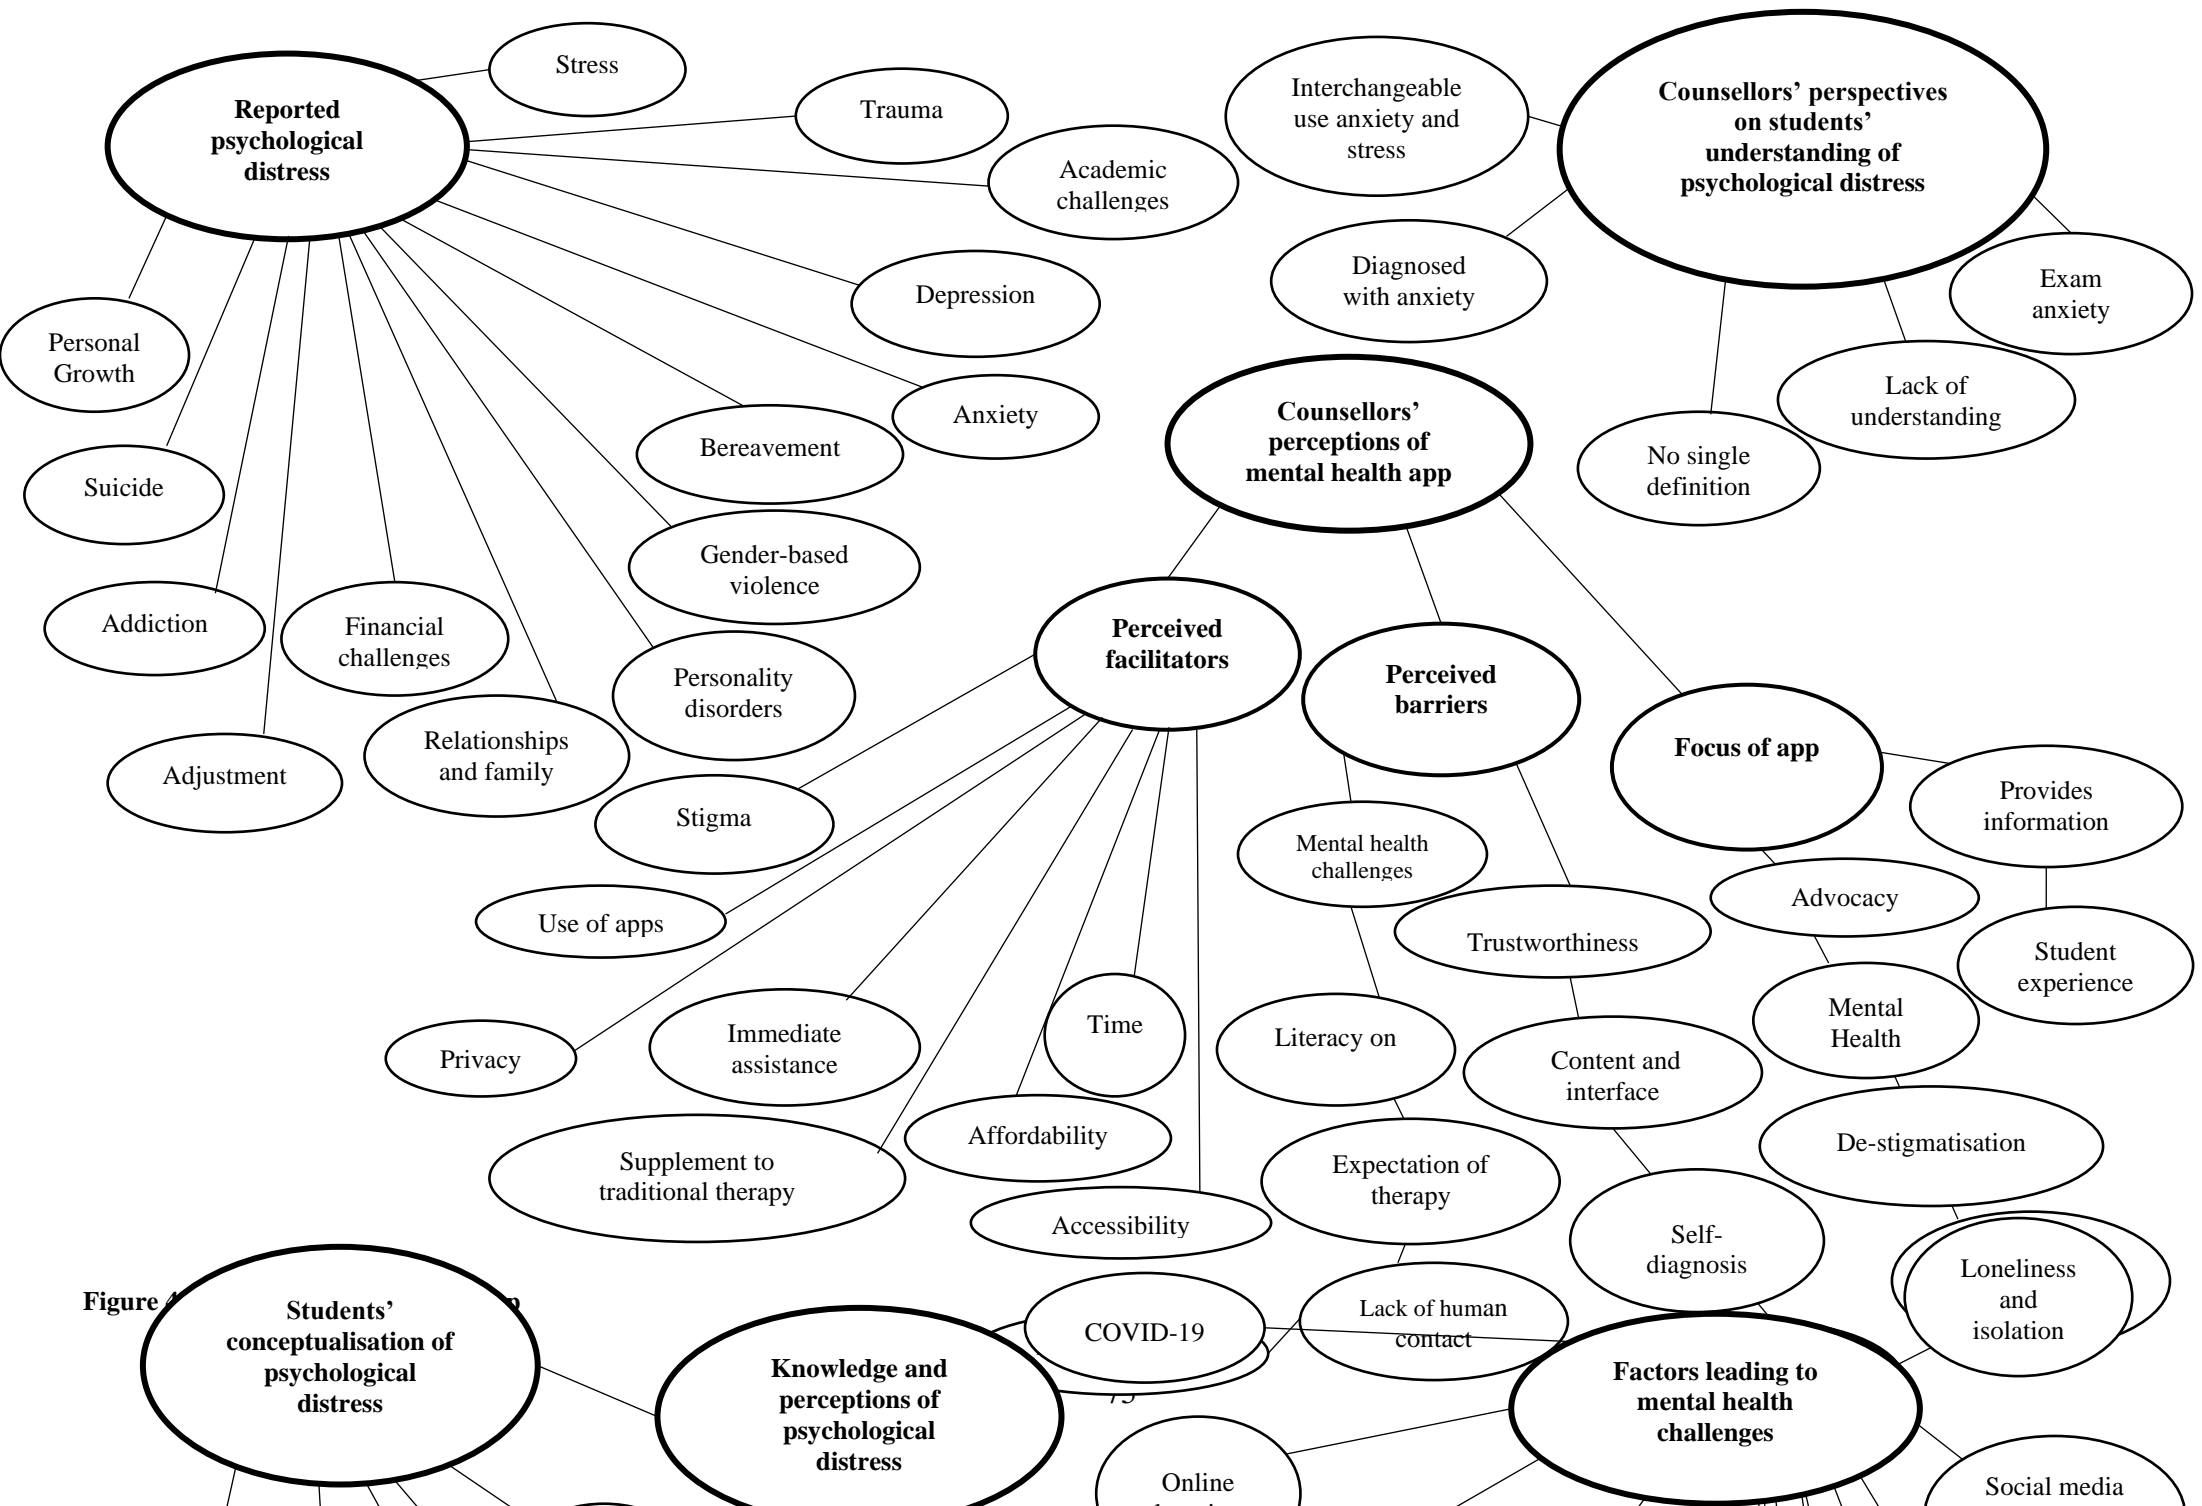 Stress
Reported
psychological
distress
Trauma
Academic
challenges
Depression
Anxiety
Bereavement
Gender-based
violence
Personality
disorders
Relationships
and family
Financial
challenges
Adjustment
Addiction
Suicide
Personal
Growth
Counsellors’ perspectives
on students’
understanding of
psychological distress
Interchangeable
use anxiety and
stress
Diagnosed
with anxiety
No single
definition
Lack of
understanding
Exam
anxiety
Counsellors’
perceptions of
mental health app
Perceived
facilitators
Stigma
Use of apps
Privacy
Immediate
assistance
Supplement to
traditional therapy
Affordability
Time
Accessibility
Perceived
barriers
Mental health
challenges
Literacy on
Expectation of
therapy
Lack of human
contact
Trustworthiness
Content and
interface
Self-
diagnosis
Focus of app
Provides
information
Student
experience
Advocacy
Mental
Health
De-stigmatisation
Loneliness
and
isolation
Figure
Students’
conceptualisation of
psychological
distress
Knowledge and
perceptions of
psychological
distress
COVID-19
Factors leading to
mental health
challenges
Online
Social media